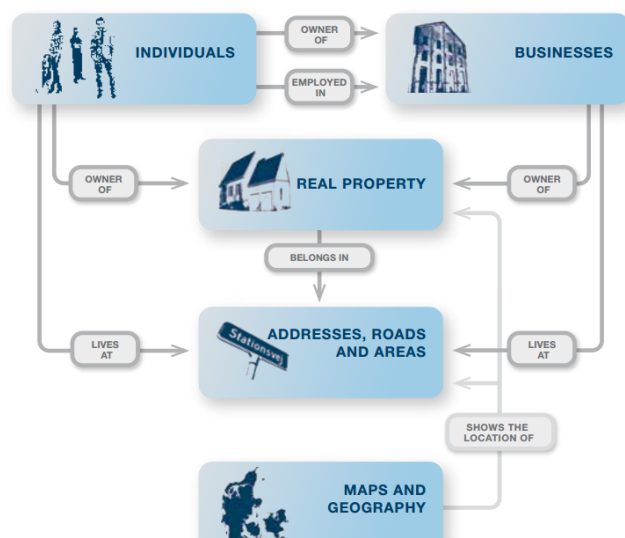 INDIVIDUALS
OWNER
OF
EMPLOYED
IN
BUSINESSES
OWNER
OF
REAL PROPERTY
OWNER
OF
BELONGS IN
Stationsvej
ADDRESSES, ROADS
AND AREAS
LIVES
AT
LIVES
AT
SHOWS THE
LOCATION OF
MAPS AND
GEOGRAPHY